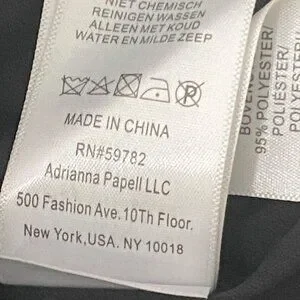 NIET CHEMISCH
REINIGEN WASSEN
ALLEEN MET KOUD
WATER EN MILDE ZEEP
MADE IN CHINA
RN#59782
Adrianna Papell LLC
500 Fashion Ave. 10Th Floor.
New York,USA. NY 10018
95% POLYESTER/
POLIÉSTER/